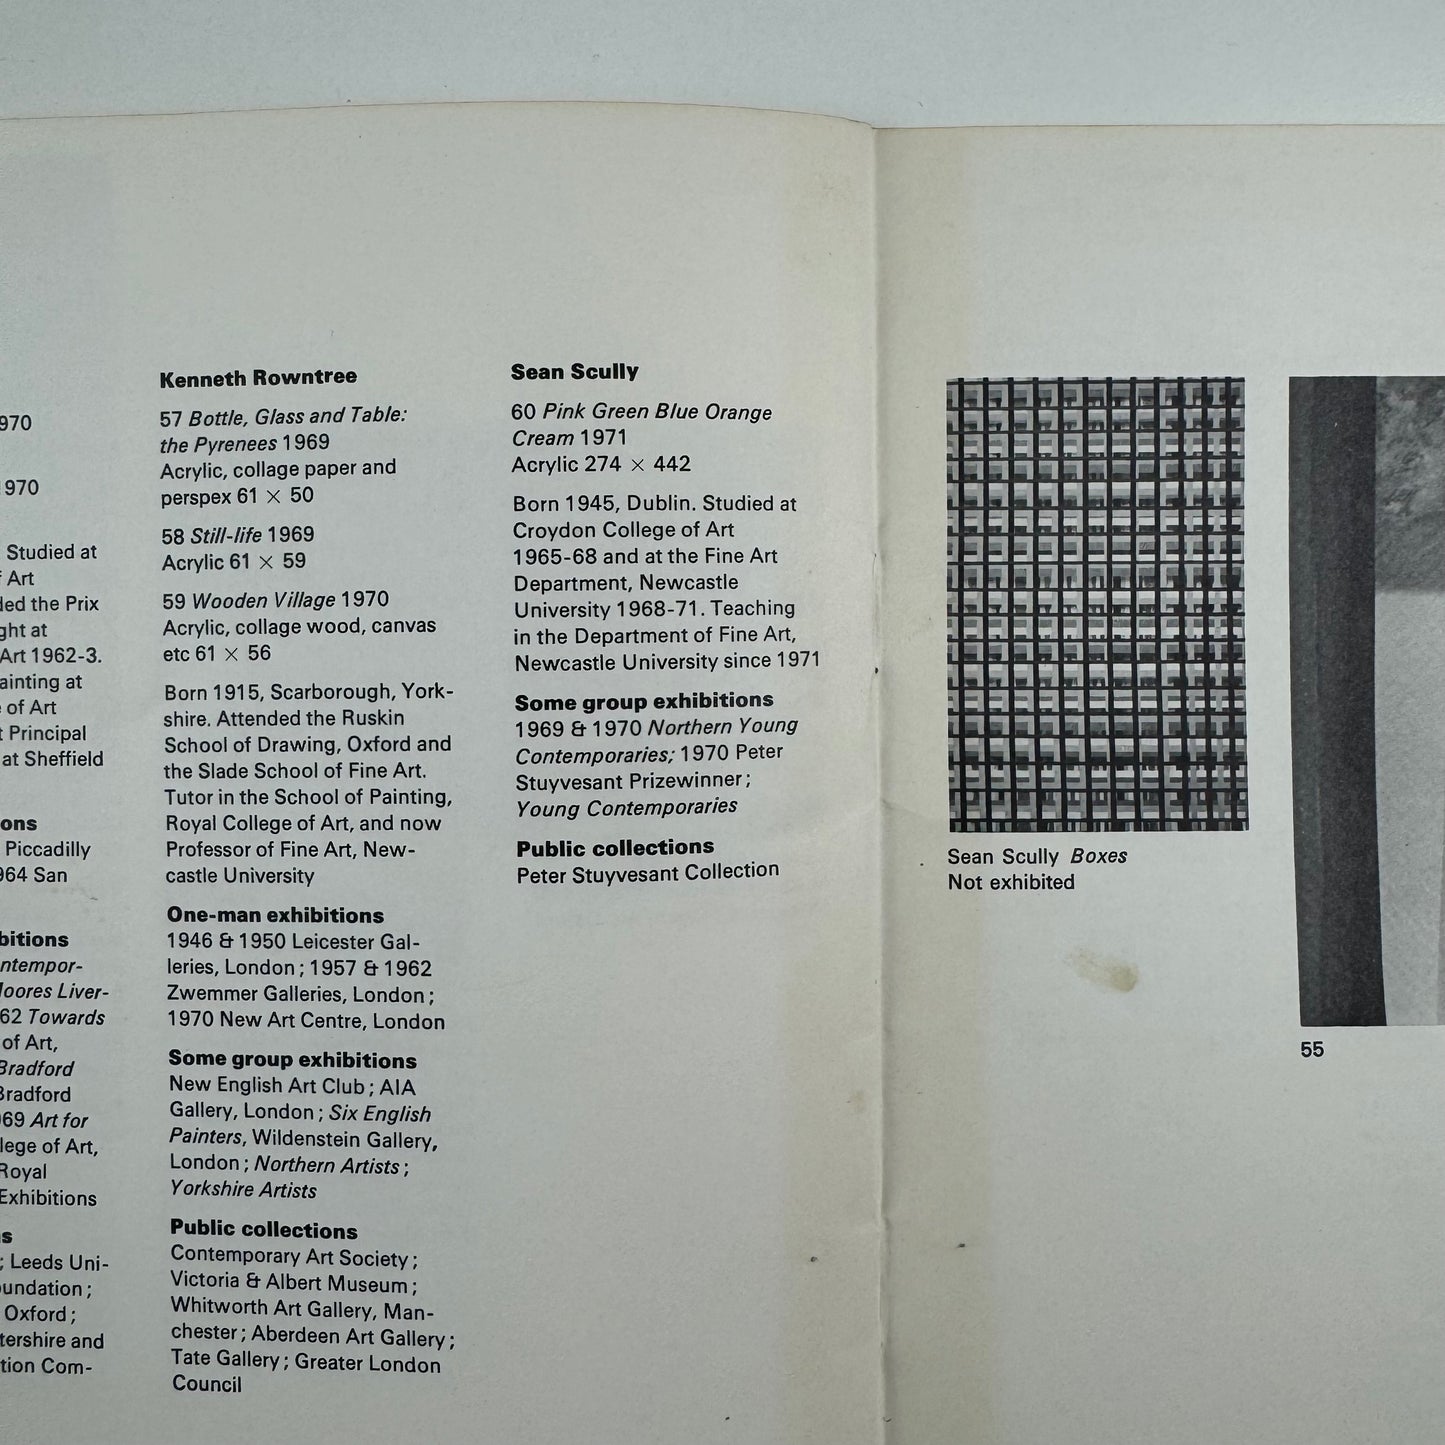 970
970
Studied at
Art
ded the Prix
ght at
Art 1962-3.
ainting at
of Art
t Principal
at Sheffield
ons
Piccadilly
964 San
bitions
ntempor-
Moores Liver-
62 Towards
of Art,
Bradford
Bradford
69 Art for
lege of Art,
Royal
Exhibitions
s
; Leeds Uni-
oundation;
Oxford;
tershire and
tion Com-
Kenneth Rowntree
57 Bottle, Glass and Table:
the Pyrenees 1969
Acrylic, collage paper and
perspex 61 × 50
58 Still-life 1969
Acrylic 61 × 59
59 Wooden Village 1970
Acrylic, collage wood, canvas
etc 61 × 56
Born 1915, Scarborough, York-
shire. Attended the Ruskin
School of Drawing, Oxford and
the Slade School of Fine Art.
Tutor in the School of Painting,
Royal College of Art, and now
Professor of Fine Art, New-
castle University
One-man exhibitions
1946 & 1950 Leicester Gal-
leries, London; 1957 & 1962
Zwemmer Galleries, London;
1970 New Art Centre, London
Some group exhibitions
New English Art Club; AIA
Gallery, London; Six English
Painters, Wildenstein Gallery,
London; Northern Artists;
Yorkshire Artists
Public collections
Contemporary Art Society;
Victoria & Albert Museum;
Whitworth Art Gallery, Man-
chester; Aberdeen Art Gallery;
Tate Gallery; Greater London
Council
Sean Scully
60 Pink Green Blue Orange
Cream 1971
Acrylic 274 × 442
Born 1945, Dublin. Studied at
Croydon College of Art
1965-68 and at the Fine Art
Department, Newcastle
University 1968-71. Teaching
in the Department of Fine Art,
Newcastle University since 1971
Some group exhibitions
1969 & 1970 Northern Young
Contemporaries; 1970 Peter
Stuyvesant Prizewinner;
Young Contemporaries
Public collections
Peter Stuyvesant Collection
Sean Scully Boxes
Not exhibited
55